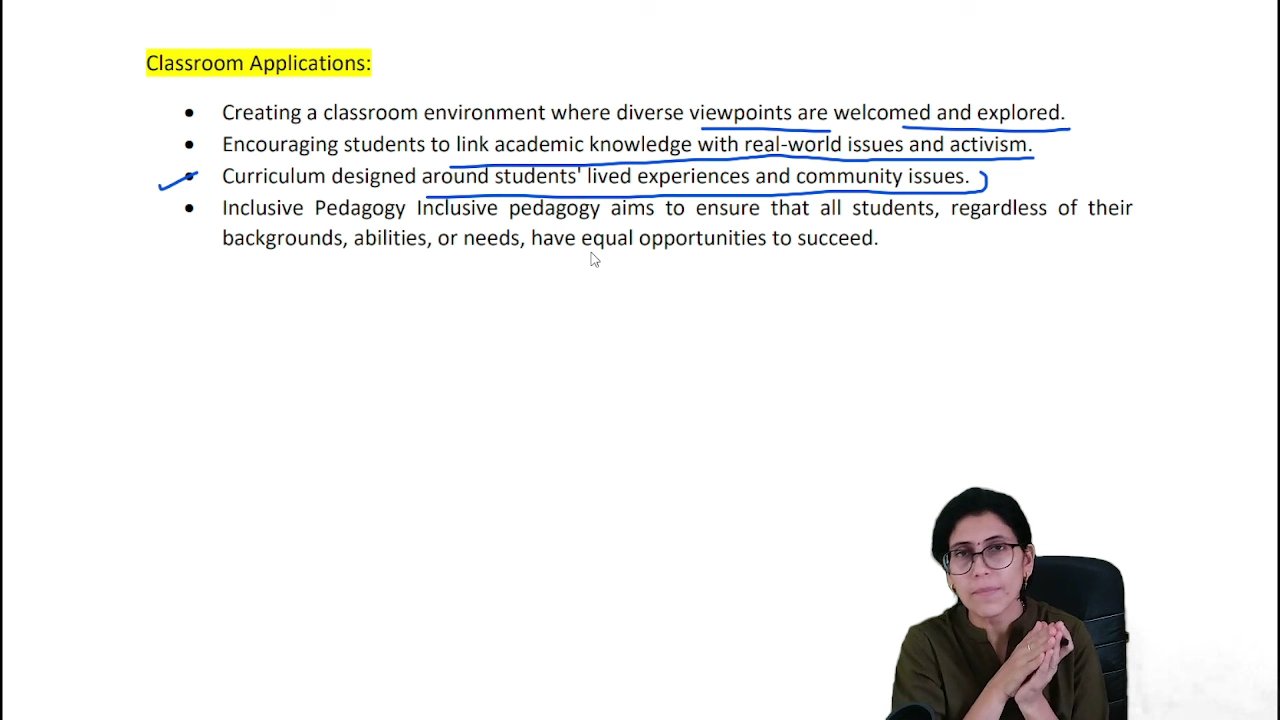 Classroom Applications:
• Creating a classroom environment where diverse viewpoints are welcomed and explored.
• Encouraging students to link academic knowledge with real-world issues and activism.
• Curriculum designed around students' lived experiences and community issues.
• Inclusive Pedagogy Inclusive pedagogy aims to ensure that all students, regardless of their
backgrounds, abilities, or needs, have equal opportunities to succeed.